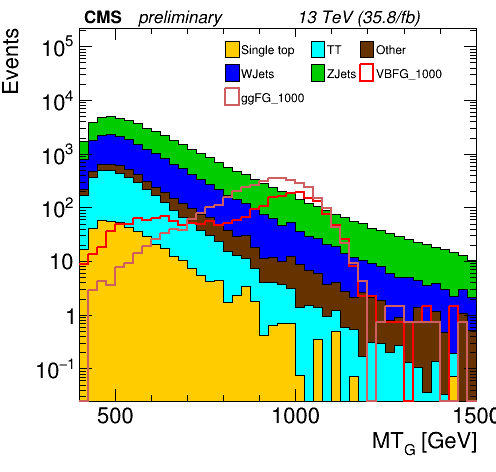 CMS preliminary 13 TeV (35.8/fb)
Events
Single top TT Other
WJets ZJets VBFG_1000
ggFG_1000
10^5
10^4
10^3
10^2
10
1
10^−1
500 1000 1500
MT_G [GeV]